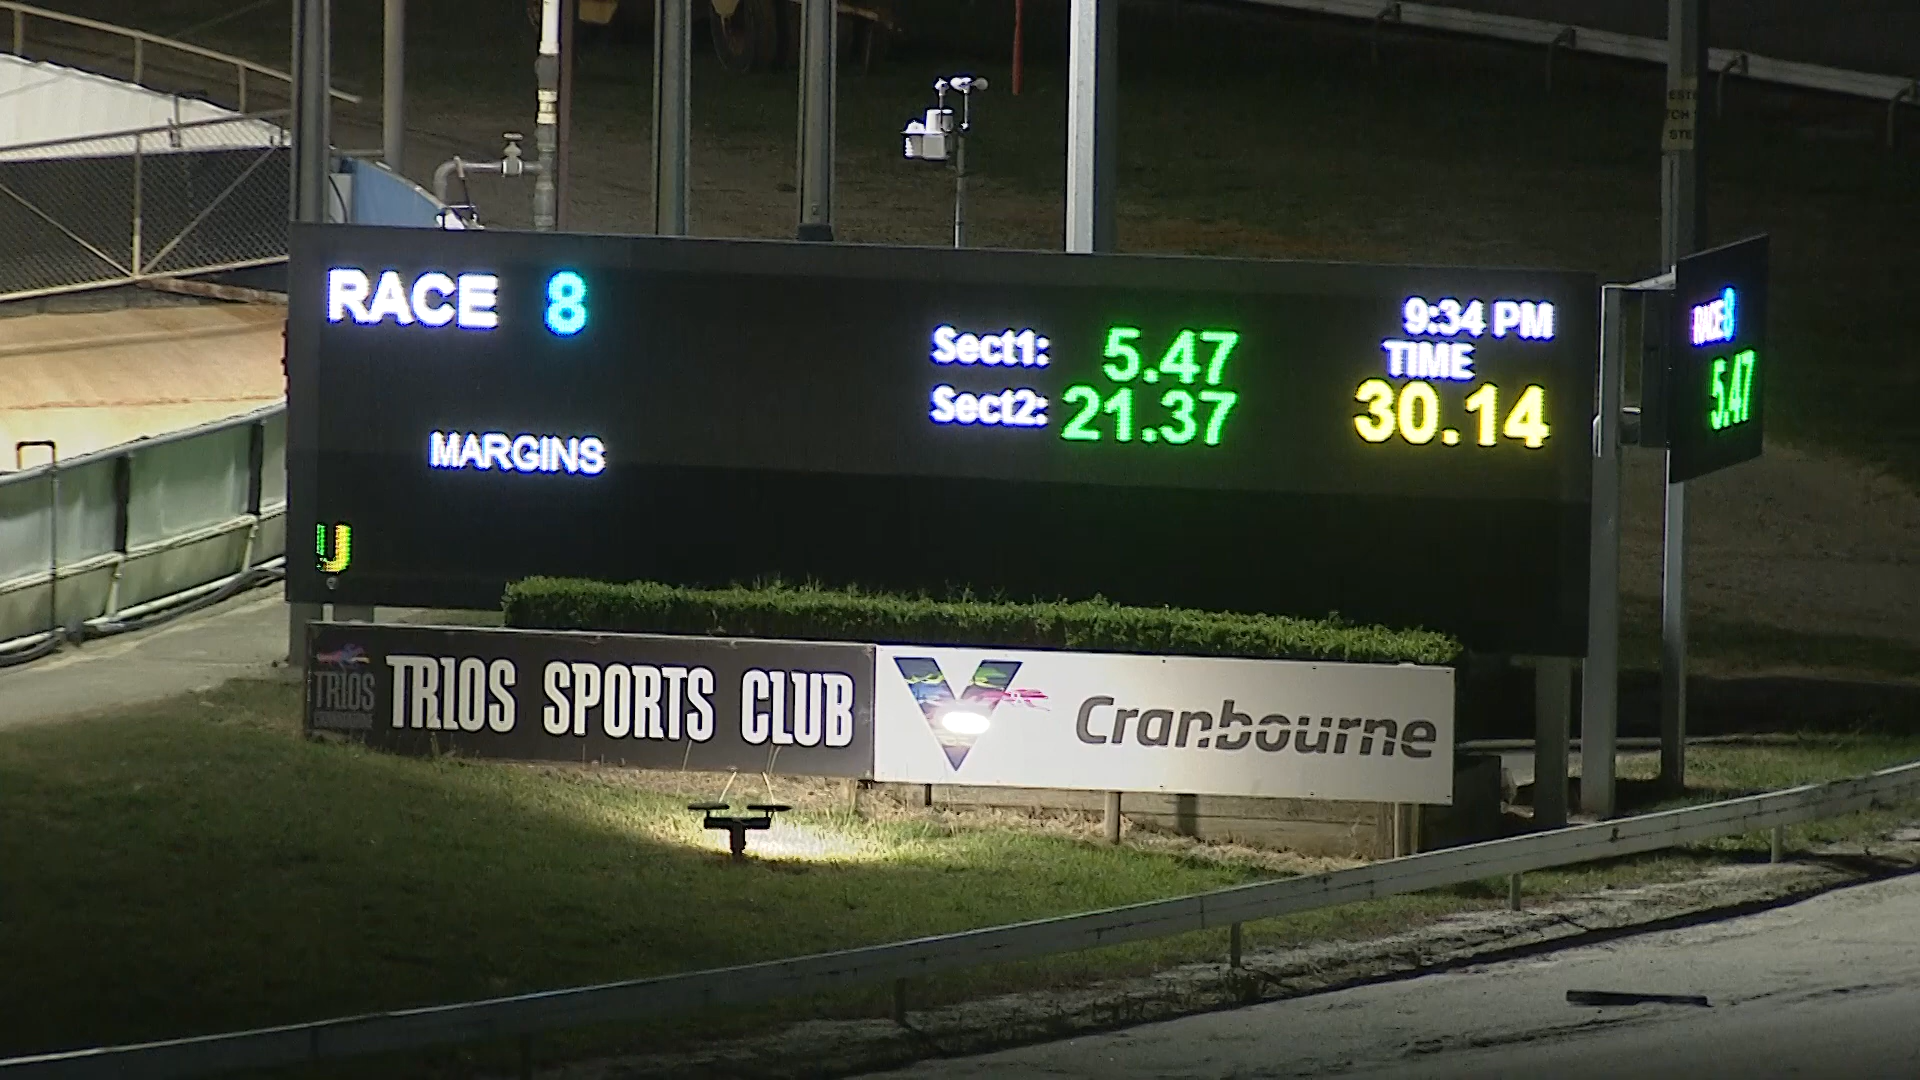 RACE 8
9:34 PM
Sect1: 5.47
TIME
Sect2: 21.37
30.14
MARGINS
RACE 8
5.47
TRIOS
TRIOS SPORTS CLUB
Cranbourne